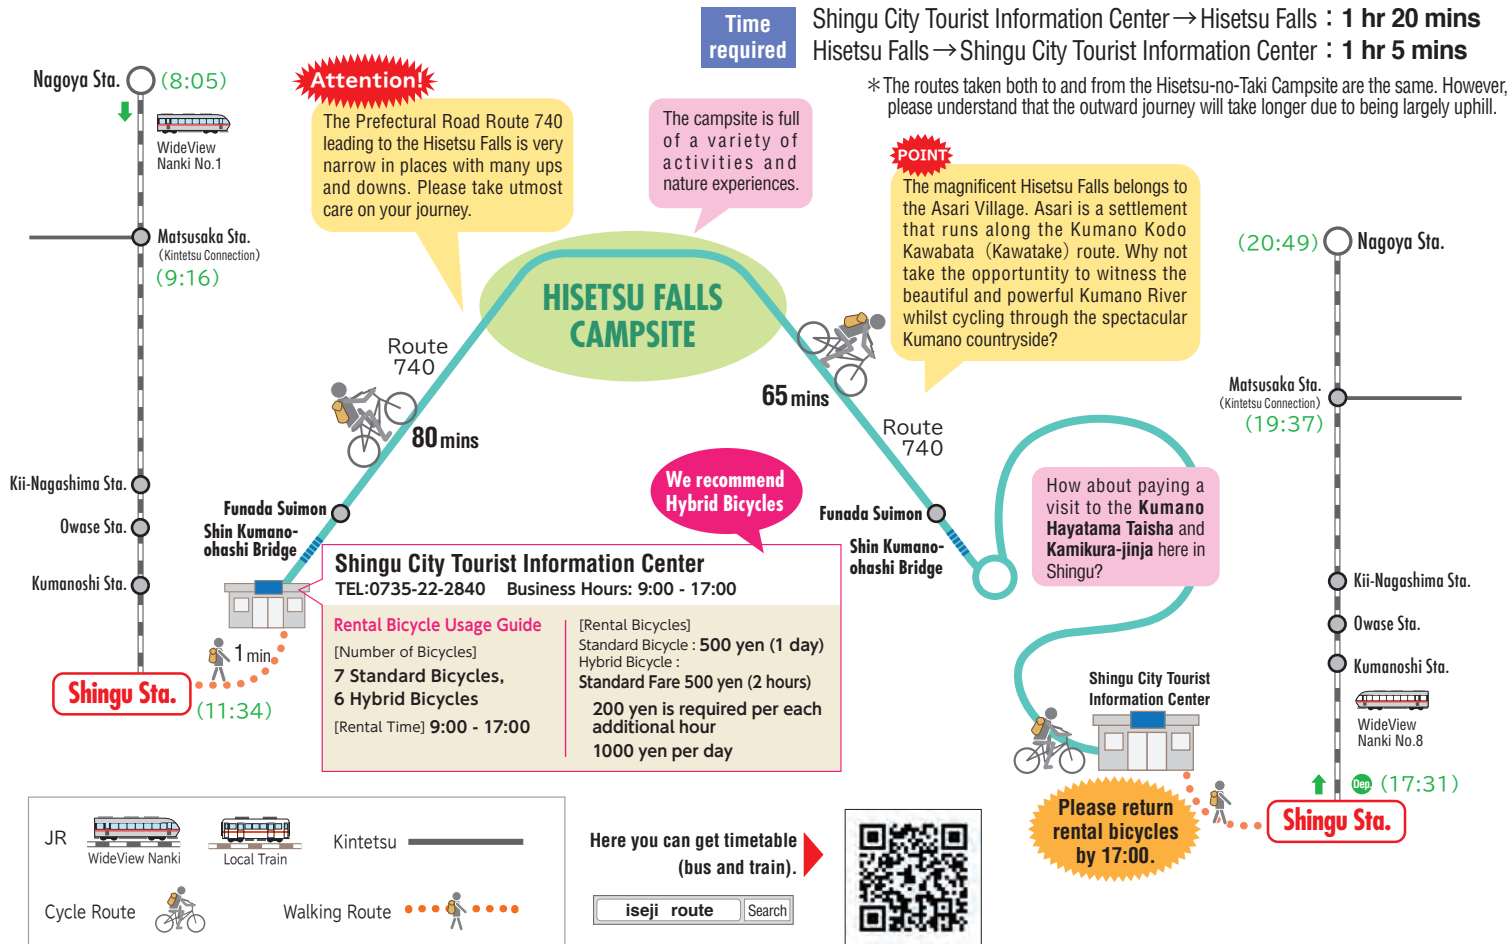 Time
required
Shingu City Tourist Information Center→Hisetsu Falls : 1 hr 20 mins
Hisetsu Falls→Shingu City Tourist Information Center : 1 hr 5 mins
＊The routes taken both to and from the Hisetsu-no-Taki Campsite are the same. However,
please understand that the outward journey will take longer due to being largely uphill.
Nagoya Sta.
(8:05)
WideView
Nanki No.1
Matsusaka Sta.
(Kintetsu Connection)
(9:16)
Kii-Nagashima Sta.
Owase Sta.
Kumanoshi Sta.
Shingu Sta.
(11:34)
1 min
Attention!
The Prefectural Road Route 740
leading to the Hisetsu Falls is very
narrow in places with many ups
and downs. Please take utmost
care on your journey.
The campsite is full
of a variety of
activities and
nature experiences.
HISETSU FALLS
CAMPSITE
Route
740
80 mins
Funada Suimon
Shin Kumano-
ohashi Bridge
POINT
The magnificent Hisetsu Falls belongs to
the Asari Village. Asari is a settlement
that runs along the Kumano Kodo
Kawabata (Kawatake) route. Why not
take the opportuntity to witness the
beautiful and powerful Kumano River
whilst cycling through the spectacular
Kumano countryside?
65 mins
Route
740
Funada Suimon
Shin Kumano-
ohashi Bridge
We recommend
Hybrid Bicycles
Shingu City Tourist Information Center
TEL:0735-22-2840 Business Hours: 9:00 - 17:00
Rental Bicycle Usage Guide
[Number of Bicycles]
7 Standard Bicycles,
6 Hybrid Bicycles
[Rental Time] 9:00 - 17:00
[Rental Bicycles]
Standard Bicycle : 500 yen (1 day)
Hybrid Bicycle :
Standard Fare 500 yen (2 hours)
200 yen is required per each
additional hour
1000 yen per day
How about paying a
visit to the Kumano
Hayatama Taisha and
Kamikura-jinja here in
Shingu?
Shingu City Tourist
Information Center
Please return
rental bicycles
by 17:00.
(20:49)
Nagoya Sta.
Matsusaka Sta.
(Kintetsu Connection)
(19:37)
Kii-Nagashima Sta.
Owase Sta.
Kumanoshi Sta.
WideView
Nanki No.8
Dep.
(17:31)
Shingu Sta.
JR
WideView Nanki
Local Train
Kintetsu
Cycle Route
Walking Route
Here you can get timetable
(bus and train).
iseji route
Search